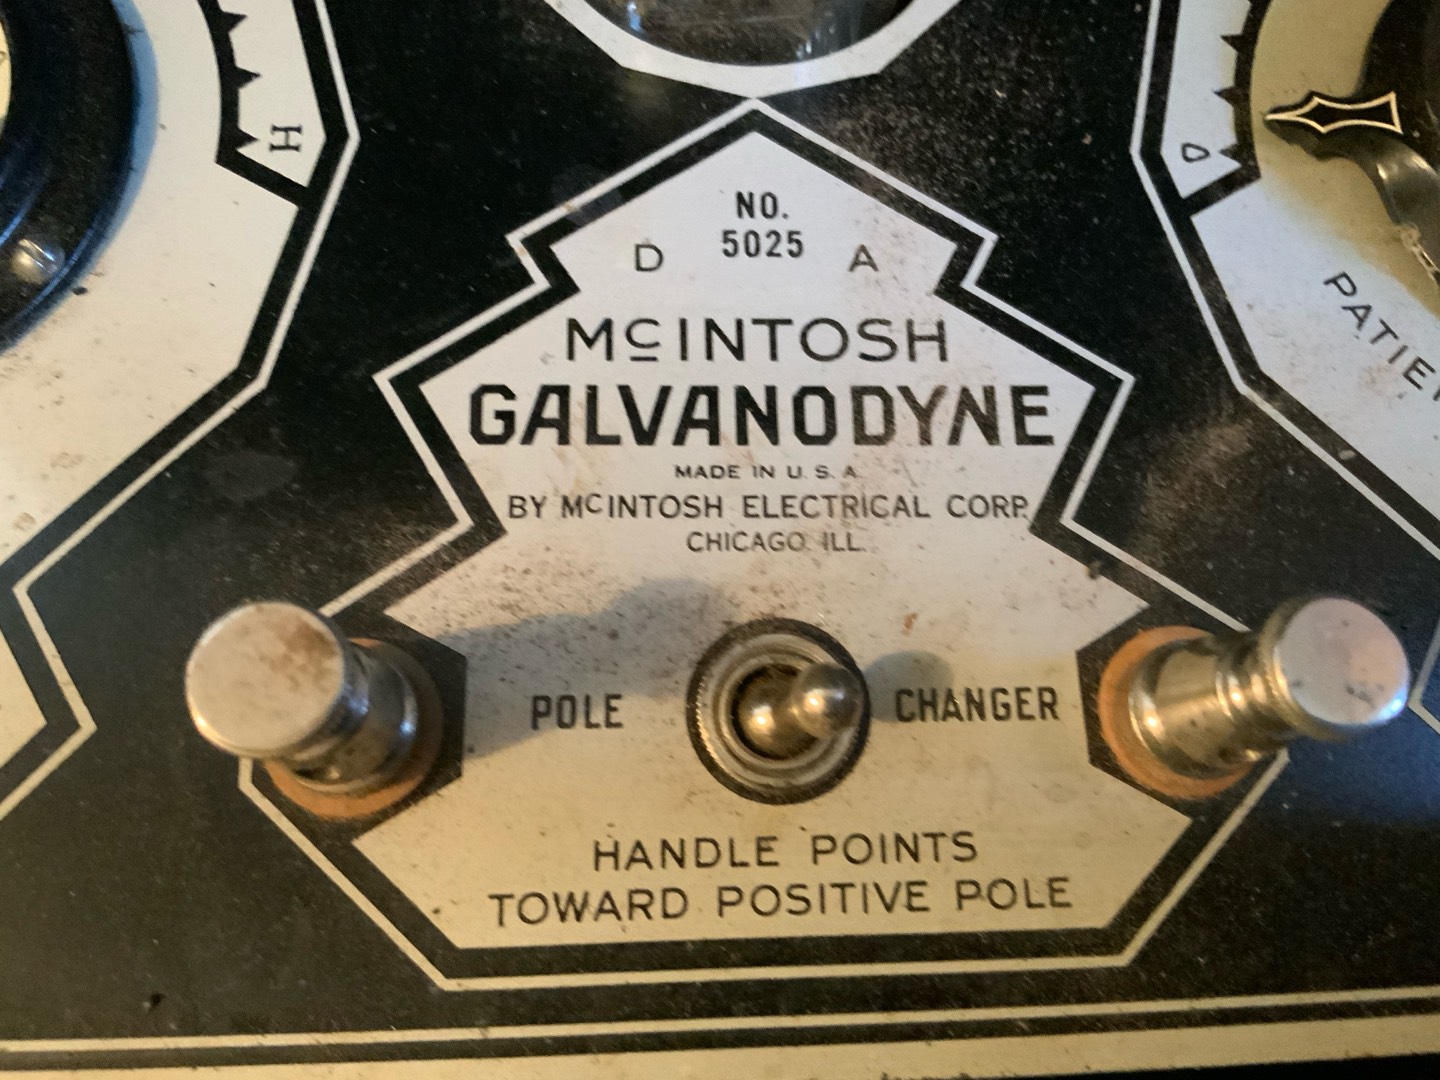 H
D
NO.
5025
D A
McINTOSH
GALVANODYNE
MADE IN U.S.A.
BY McINTOSH ELECTRICAL CORP.
CHICAGO ILL.
POLE CHANGER
HANDLE POINTS
TOWARD POSITIVE POLE